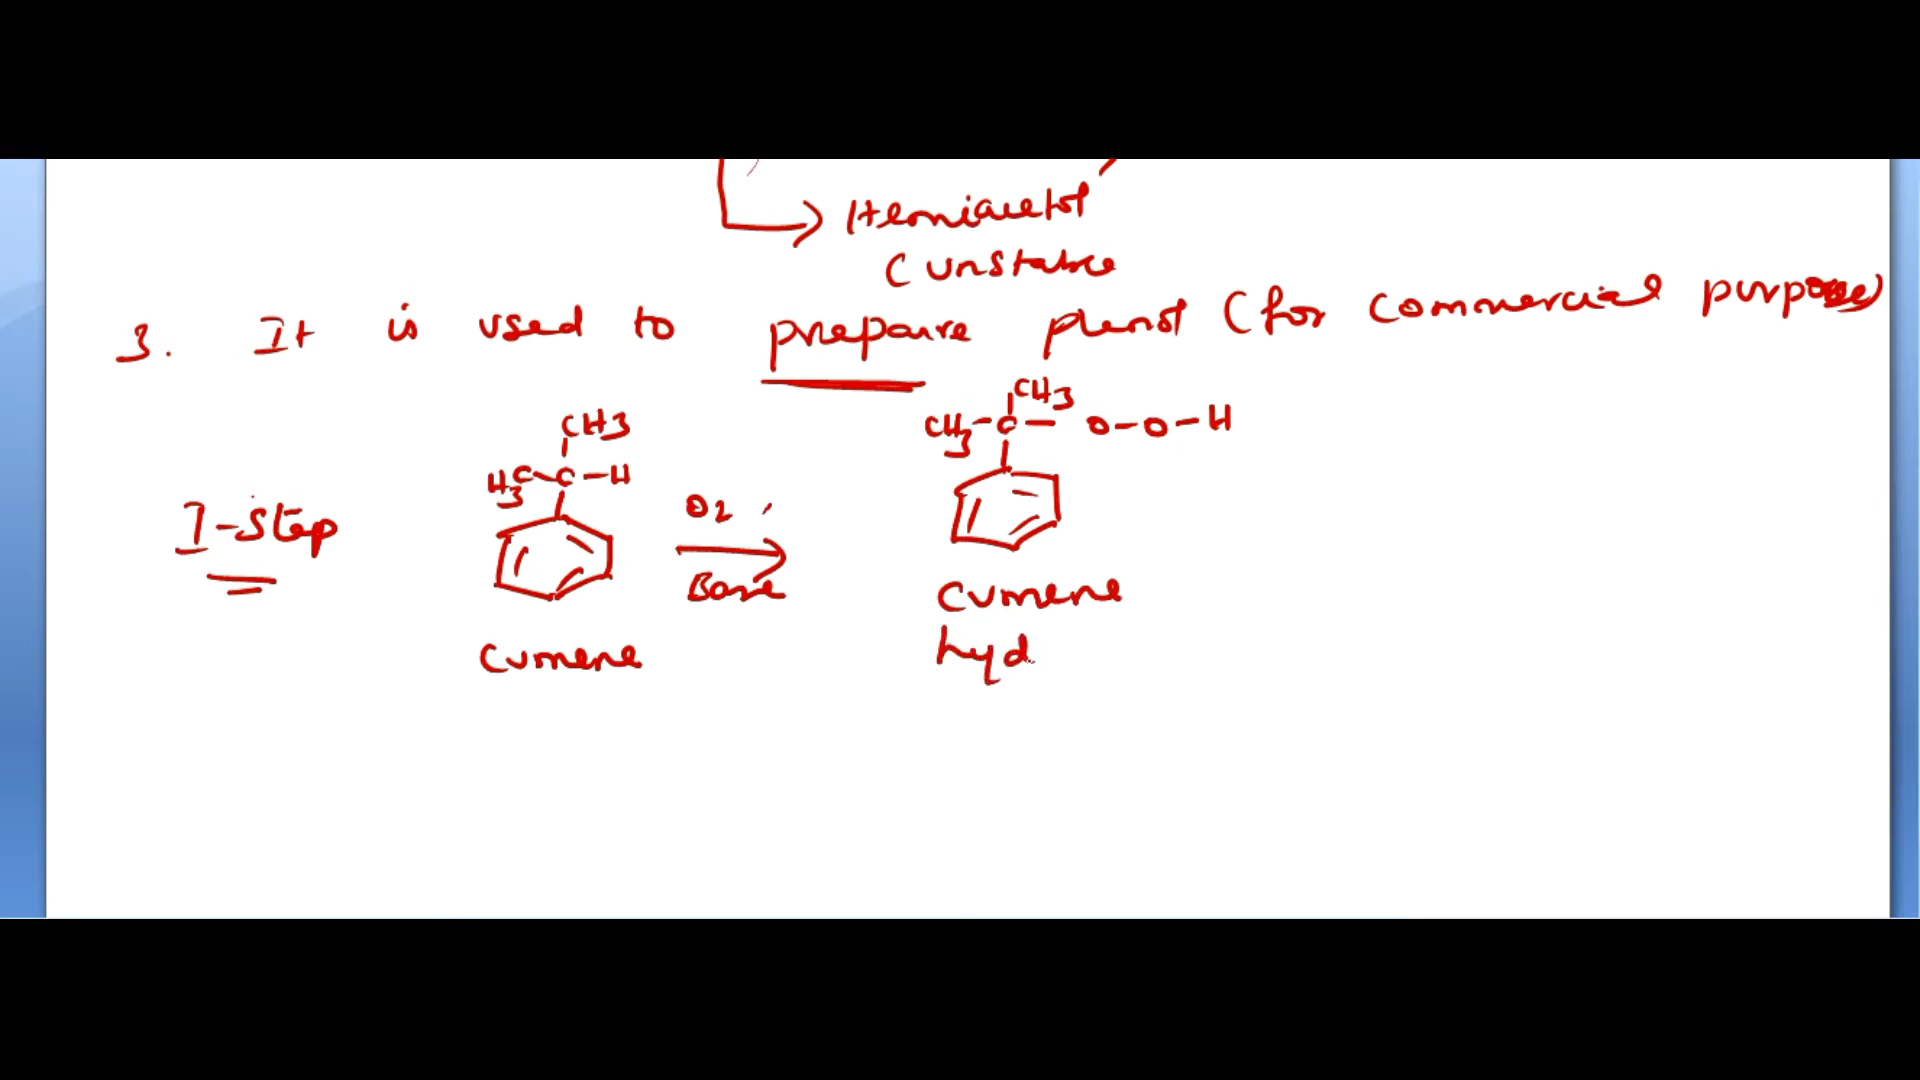 Hemiacetol
(unstable
3. It is used to prepare phenol (for commercial purpose)
CH3
H3C-C-H
CH3
CH3-C-O-O-H
I-step
O2
Base
cumene
cumene
hyd